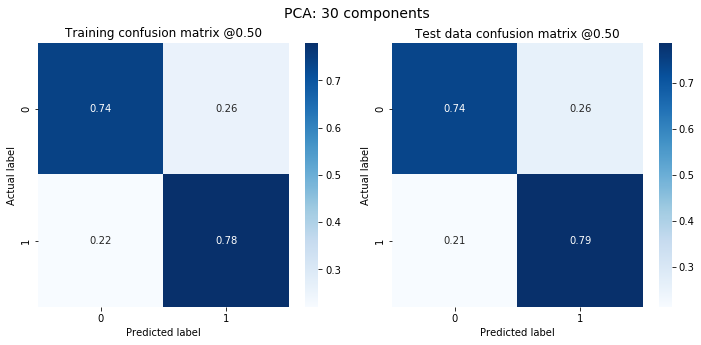 PCA: 30 components
Training confusion matrix @0.50
Test data confusion matrix @0.50
Actual label
0
1
0.74 0.26
0.22 0.78
0 1
Predicted label
0.7
0.6
0.5
0.4
0.3
Actual label
0
1
0.74 0.26
0.21 0.79
0 1
Predicted label
0.7
0.6
0.5
0.4
0.3